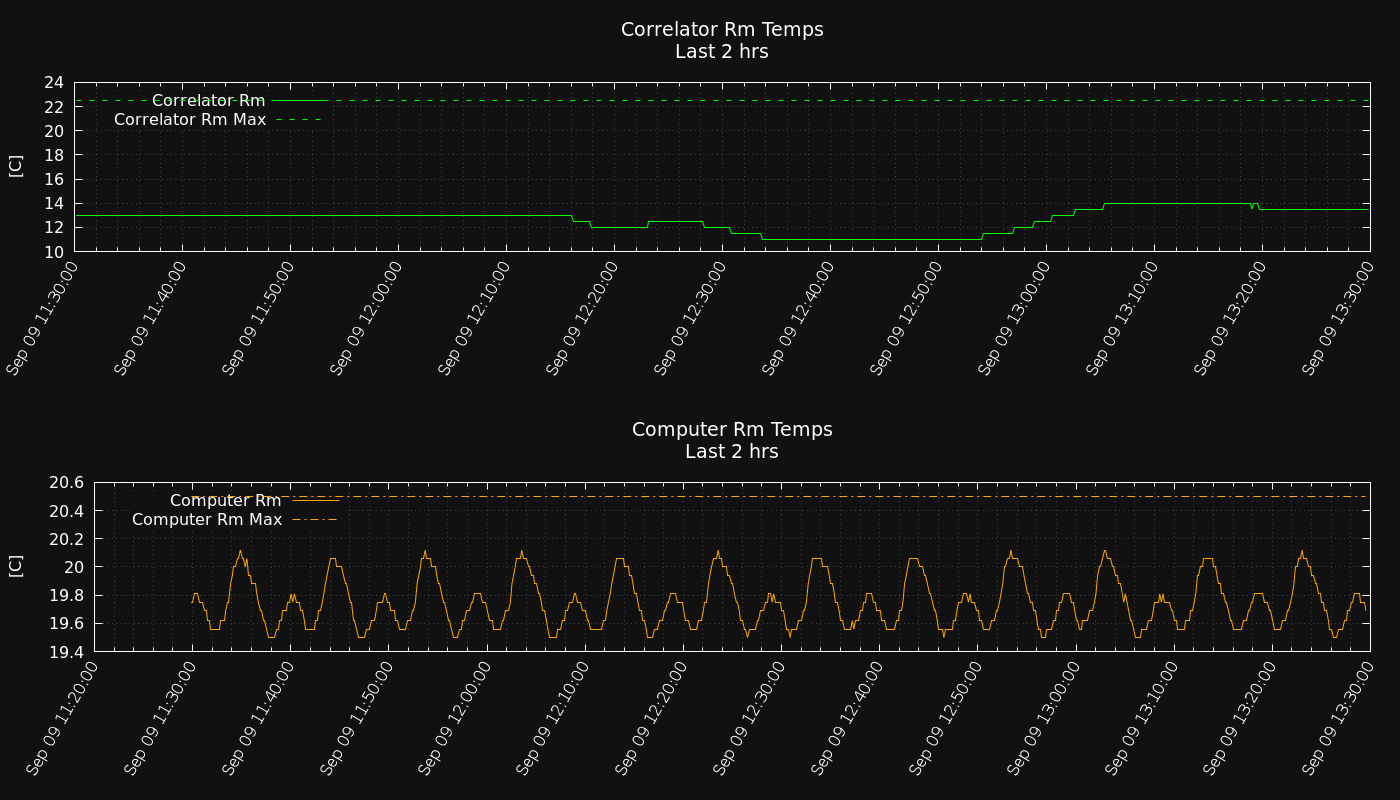 Correlator Rm Temps
Last 2 hrs
24
22
20
18
16
14
12
10
[C]
Correlator Rm
Correlator Rm Max
Sep 09 11:30:00
Sep 09 11:40:00
Sep 09 11:50:00
Sep 09 12:00:00
Sep 09 12:10:00
Sep 09 12:20:00
Sep 09 12:30:00
Sep 09 12:40:00
Sep 09 12:50:00
Sep 09 13:00:00
Sep 09 13:10:00
Sep 09 13:20:00
Sep 09 13:30:00
Computer Rm Temps
Last 2 hrs
20.6
20.4
20.2
20
19.8
19.6
19.4
[C]
Computer Rm
Computer Rm Max
Sep 09 11:20:00
Sep 09 11:30:00
Sep 09 11:40:00
Sep 09 11:50:00
Sep 09 12:00:00
Sep 09 12:10:00
Sep 09 12:20:00
Sep 09 12:30:00
Sep 09 12:40:00
Sep 09 12:50:00
Sep 09 13:00:00
Sep 09 13:10:00
Sep 09 13:20:00
Sep 09 13:30:00